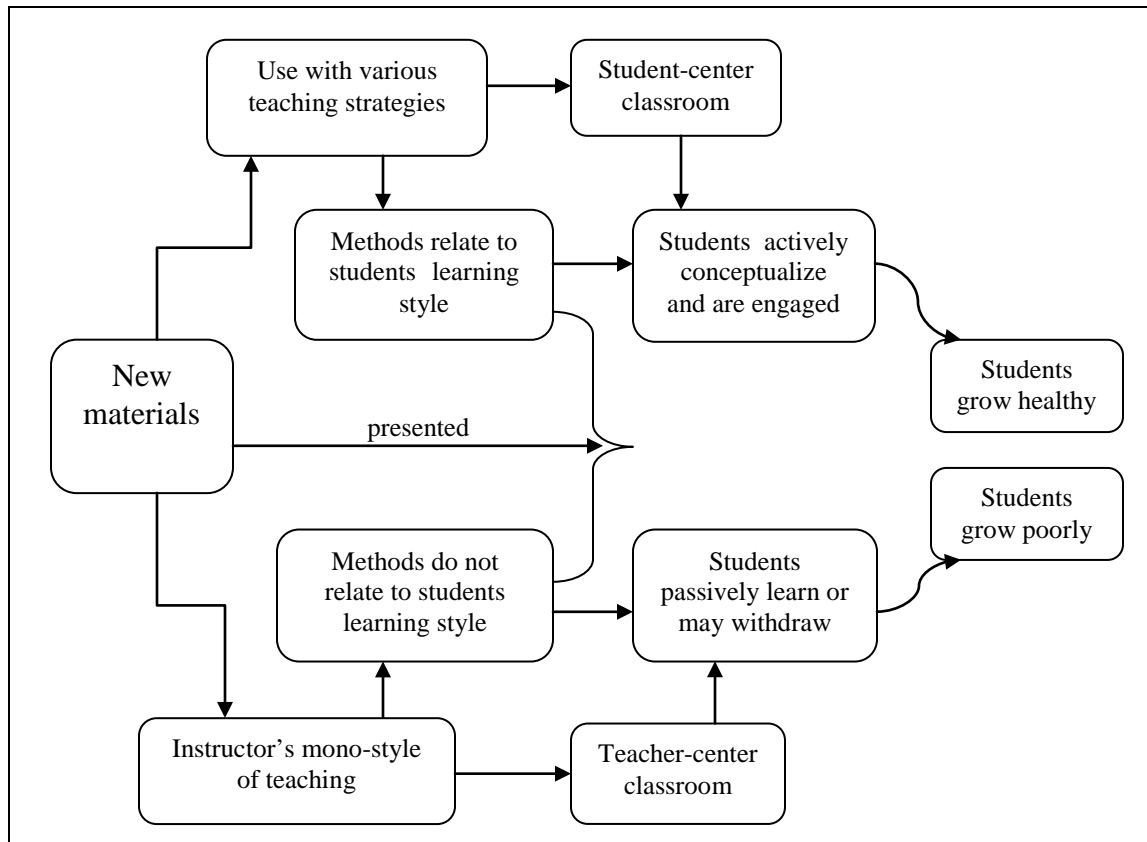 Use with various
teaching strategies
Student-center
classroom
Methods relate to
students learning
style
Students actively
conceptualize
and are engaged
New
materials
Students
grow healthy
presented
Students
grow poorly
Methods do not
relate to students
learning style
Students
passively learn or
may withdraw
Instructor’s mono-style
of teaching
Teacher-center
classroom